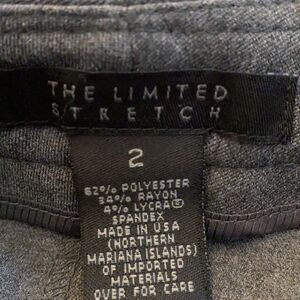 THE LIMITED
STRETCH
2
62% POLYESTER
34% RAYON
4% LYCRA®
SPANDEX
MADE IN USA
(NORTHERN
MARIANA ISLANDS)
OF IMPORTED
MATERIALS
OVER FOR CARE